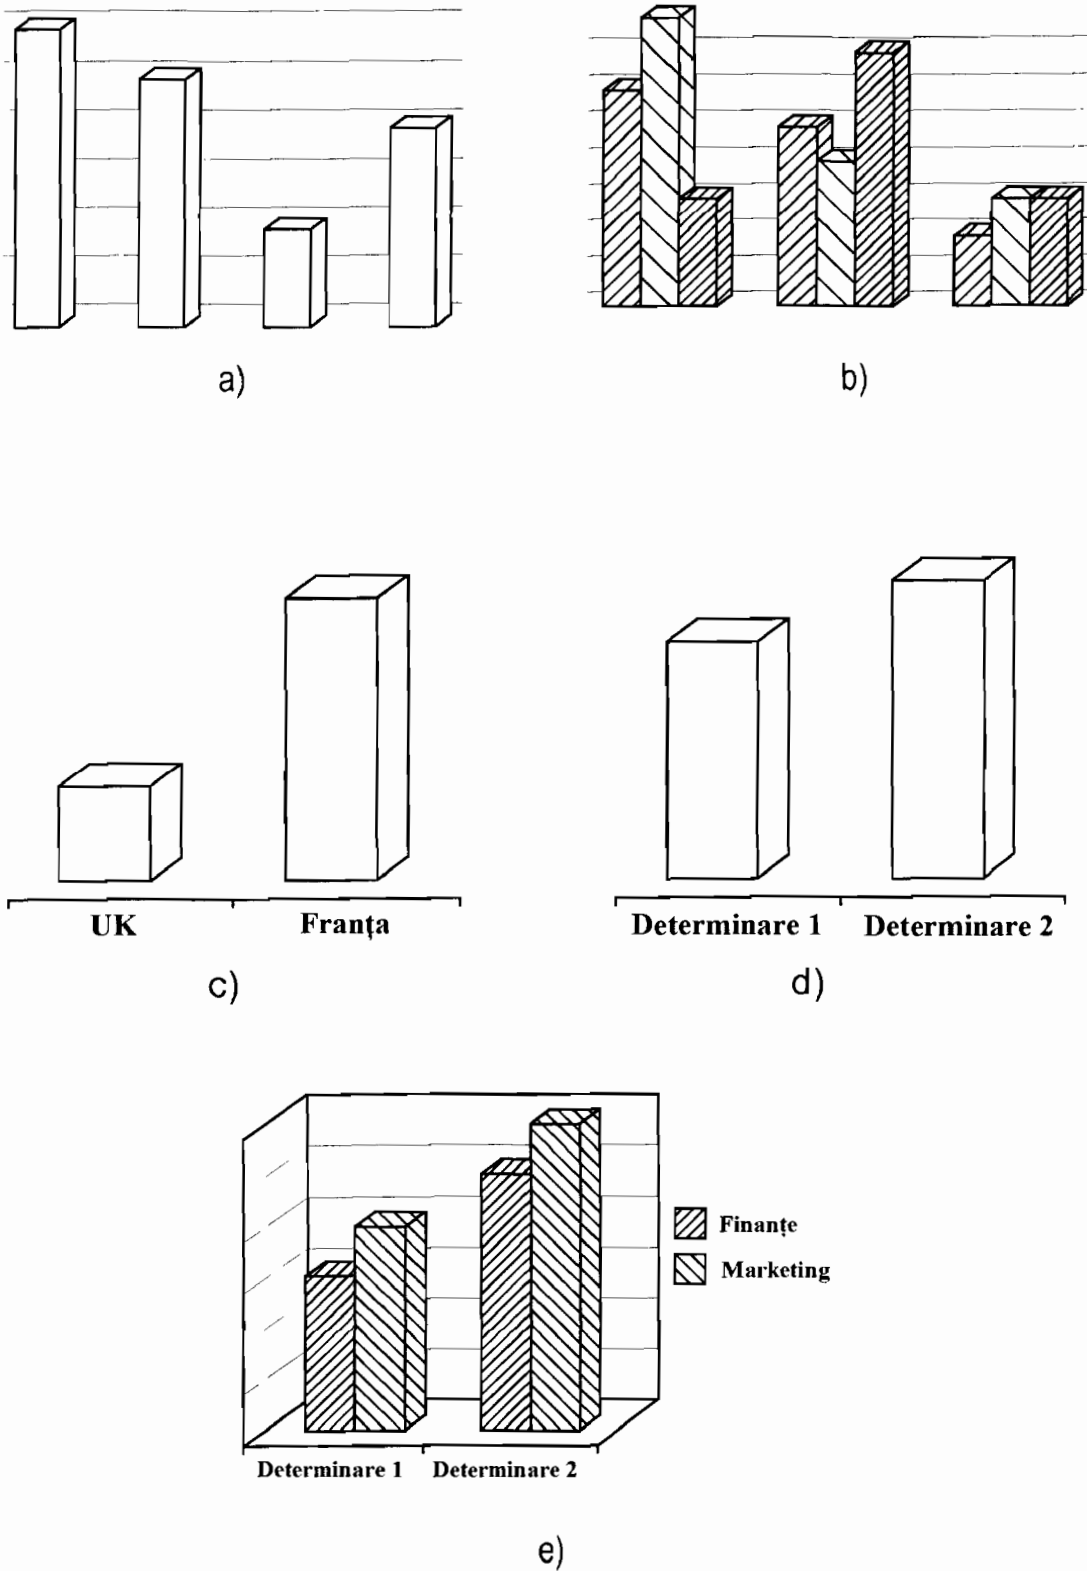 a)
b)
UK
Franța
c)
Determinare 1
Determinare 2
d)
Finanțe
Marketing
Determinare 1
Determinare 2
e)